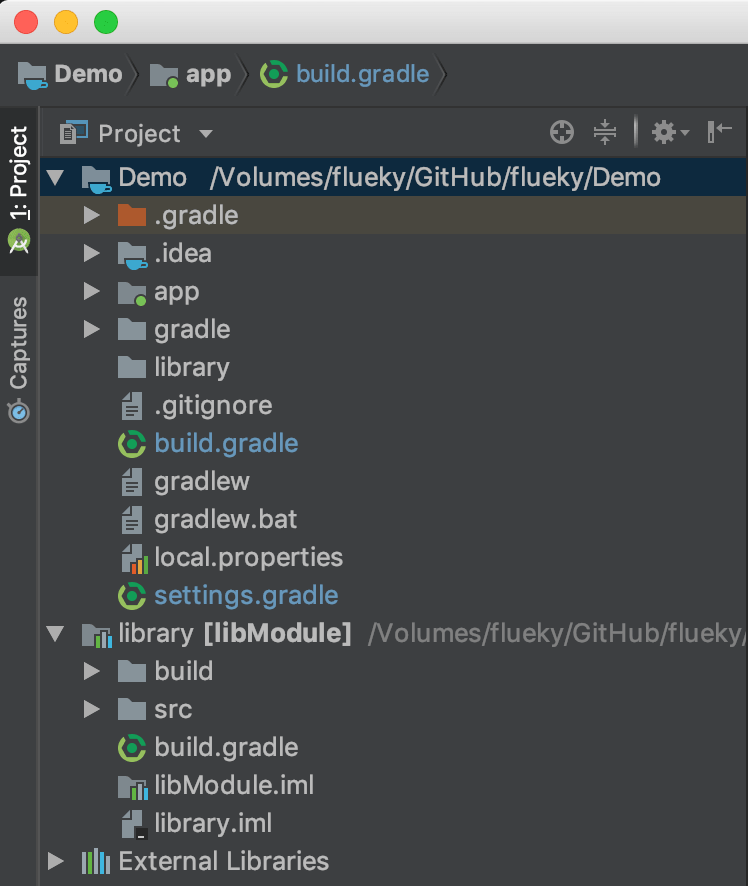 Demo app build.gradle
1: Project
Captures
Project
Demo /Volumes/flueky/GitHub/flueky/Demo
.gradle
.idea
app
gradle
library
.gitignore
build.gradle
gradlew
gradlew.bat
local.properties
settings.gradle
library [libModule] /Volumes/flueky/GitHub/flueky/
build
src
build.gradle
libModule.iml
library.iml
External Libraries